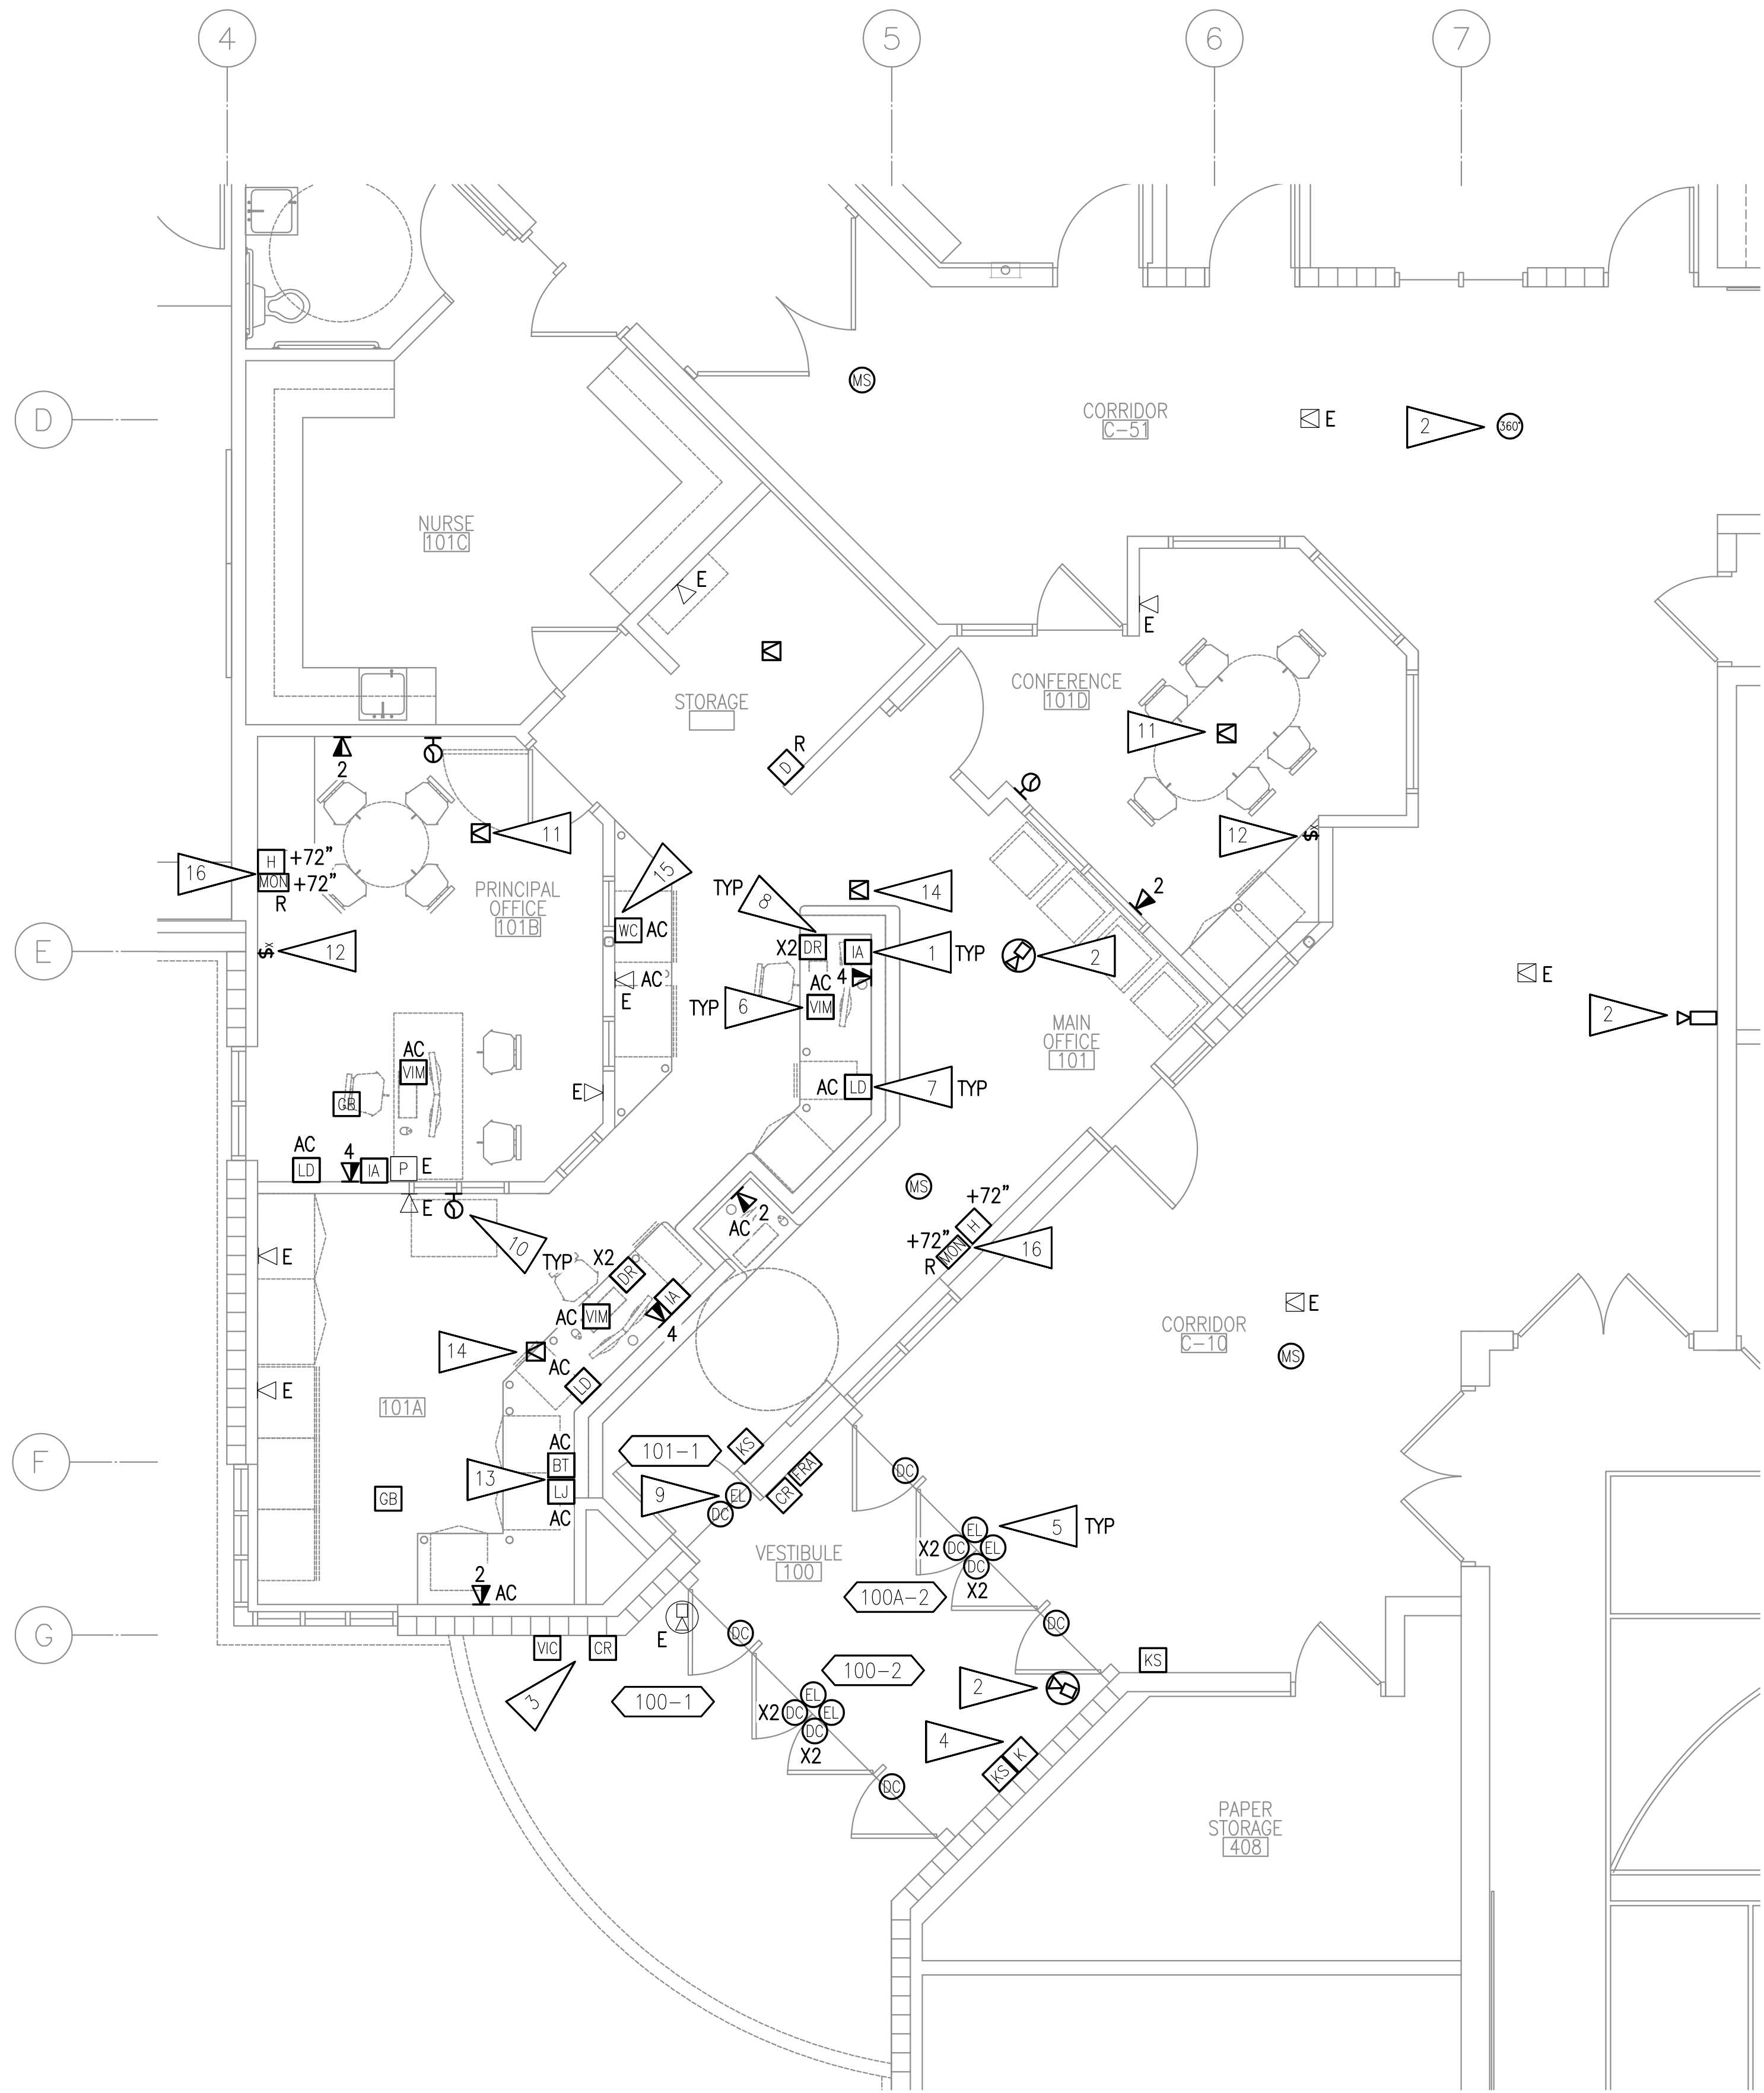 4
5
6
7
MS
D
CORRIDOR
C-51
E
2
360°
NURSE
101C
E
E
CONFERENCE
101D
STORAGE
11
R
D
2
11
12
16
H
+72"
MON
+72"
R
PRINCIPAL
OFFICE
101B
15
TYP
8
14
2
E
$x
12
WC
AC
X2
DR
IA
1
TYP
4
2
E
AC
E
AC
TYP
6
VIM
MAIN
OFFICE
101
E
2
AC
VIM
GB
E
AC
LD
7
TYP
AC
LD
4
IA
P
E
E
MS
AC
2
+72"
H
+72"
MON
R
16
E
10
TYP
X2
DR
IA
AC
VIM
4
E
CORRIDOR
C-10
MS
14
AC
LD
E
101A
F
AC
BT
13
LJ
AC
GB
101-1
KS
FRA
CR
9
EL
DC
DC
VESTIBULE
100
5
TYP
EL
X2
DC
EL
DC
X2
100A-2
2
AC
G
VIC
CR
E
DC
DC
KS
3
100-1
100-2
2
EL
X2
DC
EL
DC
X2
4
KS
K
DC
PAPER
STORAGE
408